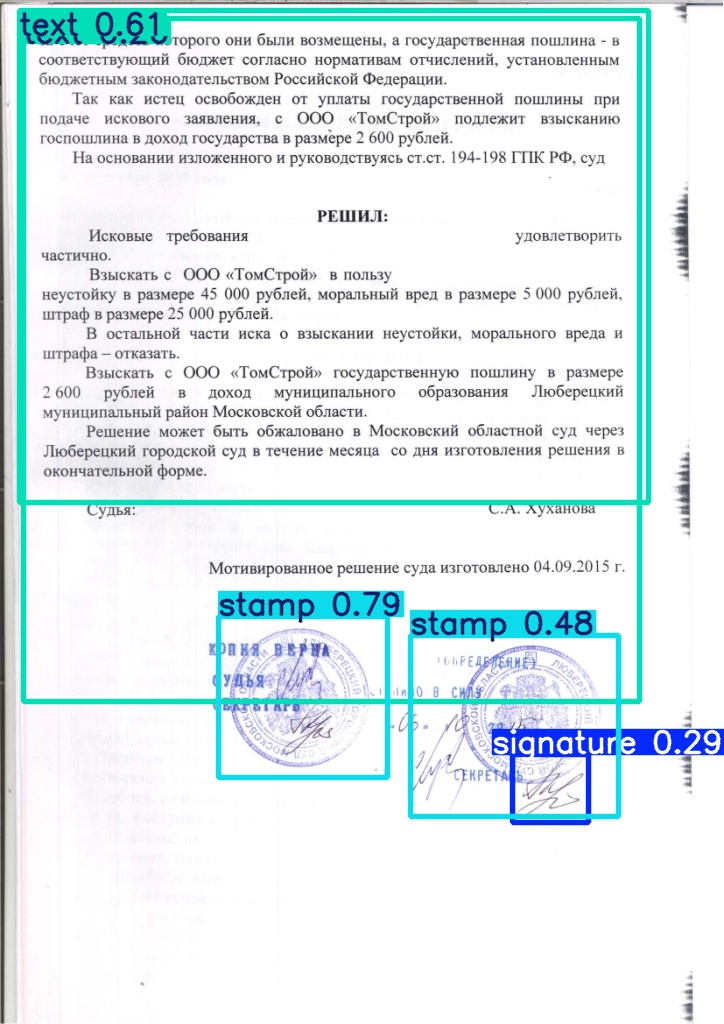 text 0.61
которого они были возмещены, а государственная пошлина - в
соответствующий бюджет согласно нормативам отчислений, установленным
бюджетным законодательством Российской Федерации.
Так как истец освобожден от уплаты государственной пошлины при
подаче искового заявления, с ООО «ТомСтрой» подлежит взысканию
госпошлина в доход государства в размере 2 600 рублей.
На основании изложенного и руководствуясь ст.ст. 194-198 ГПК РФ, суд
РЕШИЛ:
Исковые требования удовлетворить
частично.
Взыскать с ООО «ТомСтрой» в пользу
неустойку в размере 45 000 рублей, моральный вред в размере 5 000 рублей,
штраф в размере 25 000 рублей.
В остальной части иска о взыскании неустойки, морального вреда и
штрафа – отказать.
Взыскать с ООО «ТомСтрой» государственную пошлину в размере
2 600 рублей в доход муниципального образования Люберецкий
муниципальный район Московской области.
Решение может быть обжаловано в Московский областной суд через
Люберецкий городской суд в течение месяца со дня изготовления решения в
окончательной форме.
Судья: С.А. Хуханова
Мотивированное решение суда изготовлено 04.09.2015 г.
stamp 0.79
stamp 0.48
КОПИЯ ВЕРНА
(ОПРЕДЕЛЕНИЕ)
СУДЬЯ
В СИЛУ
СЕКРЕТАРЬ
signature 0.29
СЕКРЕТАРЬ